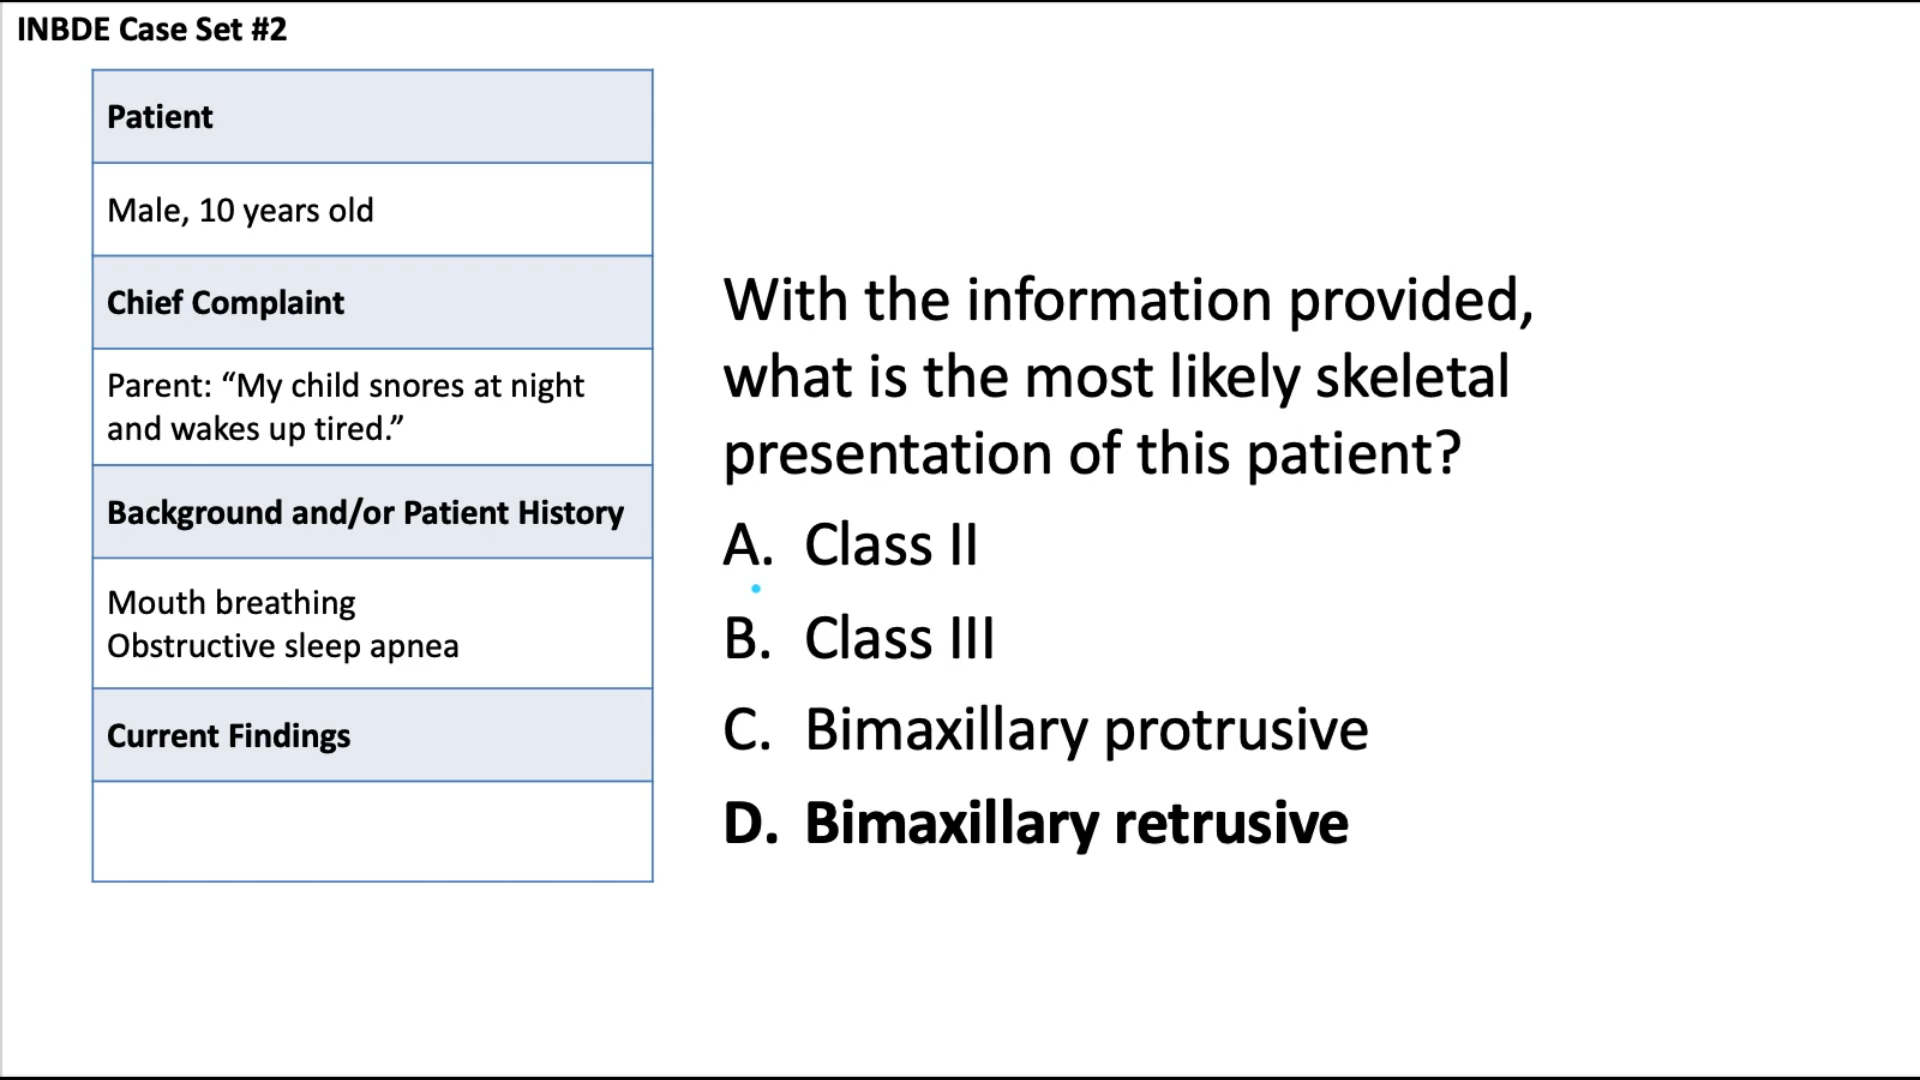 INBDE Case Set #2
Patient
Male, 10 years old
Chief Complaint
Parent: “My child snores at night
and wakes up tired.”
Background and/or Patient History
Mouth breathing
Obstructive sleep apnea
Current Findings
With the information provided,
what is the most likely skeletal
presentation of this patient?
A. Class II
B. Class III
C. Bimaxillary protrusive
D. Bimaxillary retrusive